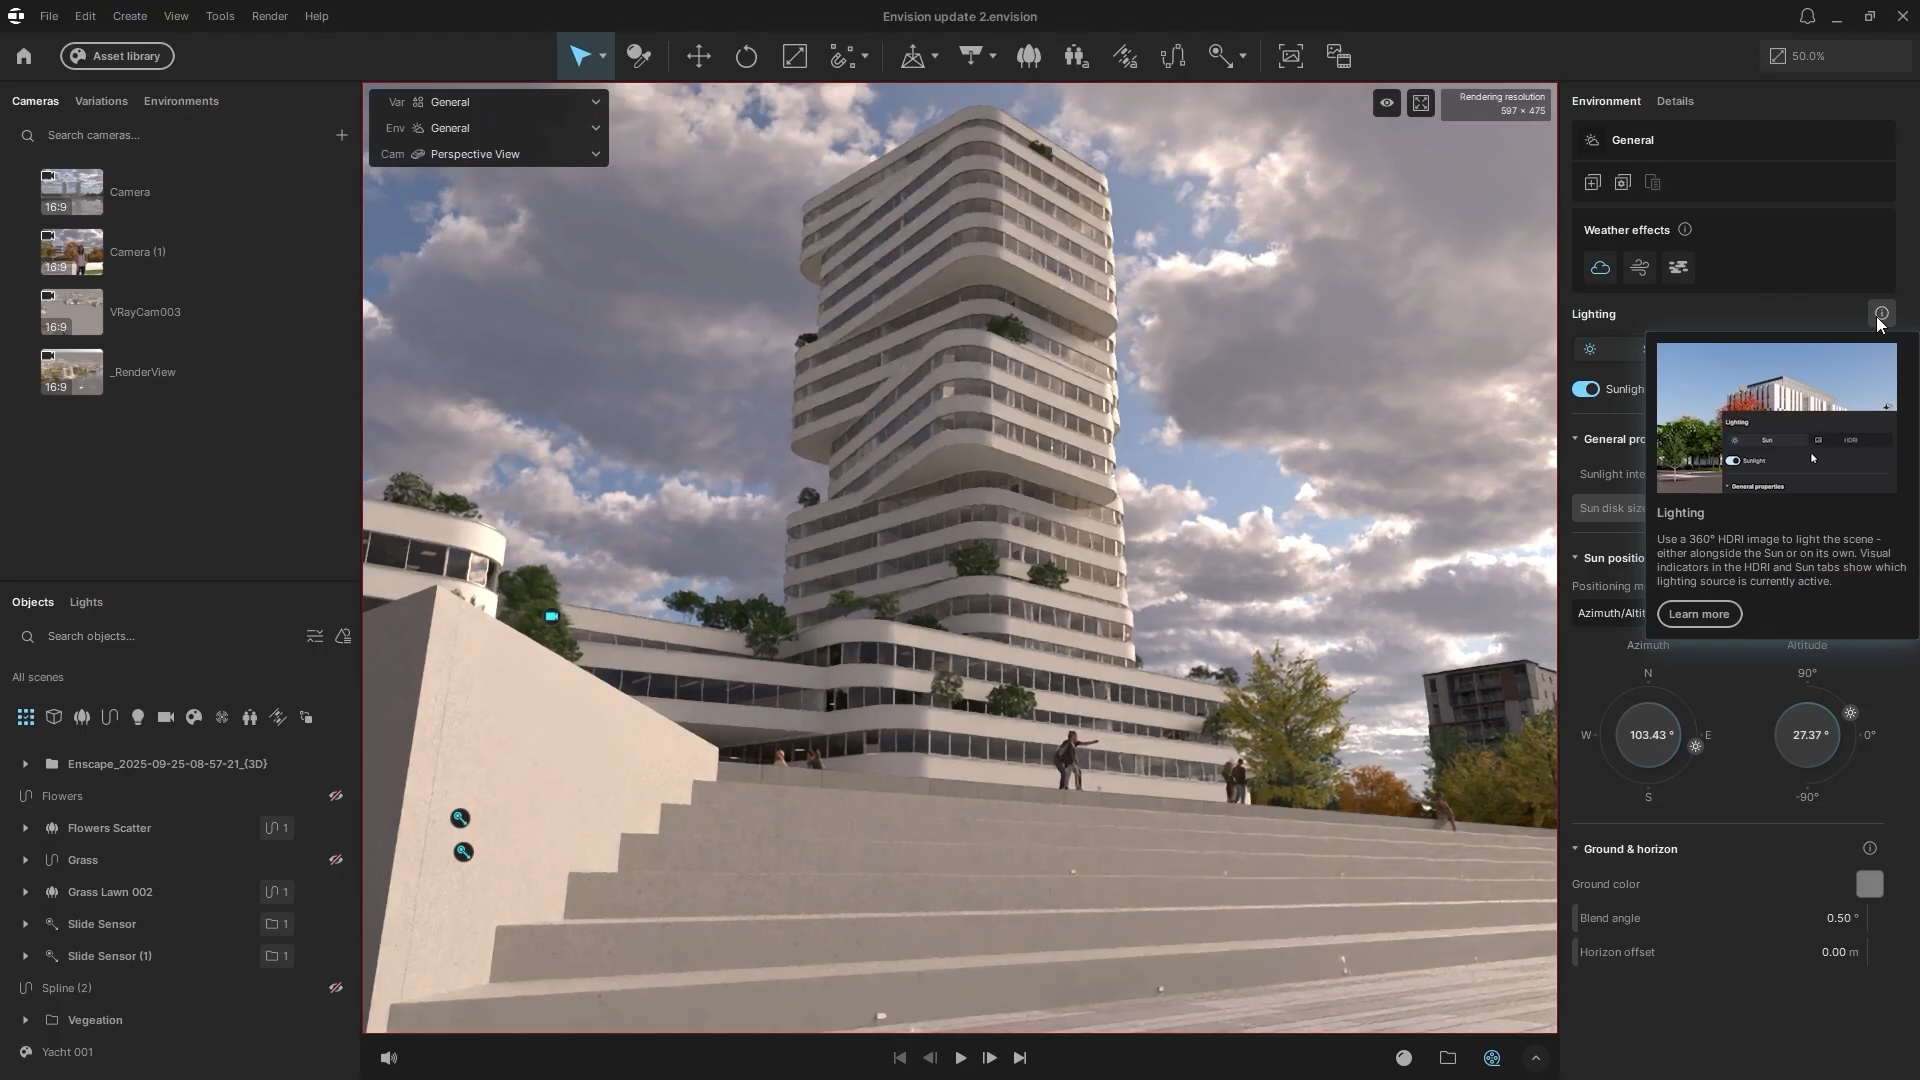 File Edit Create View Tools Render Help
Envision update 2.envision
Asset library
50.0%
Cameras Variations Environments
Search cameras...
16:9 Camera
16:9 Camera (1)
16:9 VRayCam003
16:9 _RenderView
Objects Lights
Search objects...
All scenes
Enscape_2025-09-25-08-57-21_{3D}
Flowers
Flowers Scatter 1
Grass
Grass Lawn 002 1
Slide Sensor 1
Slide Sensor (1) 1
Spline (2)
Vegeation
Yacht 001
Var General
Env General
Cam Perspective View
Rendering resolution
597 × 475
Environment Details
General
Weather effects
Lighting
Sunligh
General pro
Sunlight inte
Sun disk size
Sun positio
Positioning m
Azimuth/Altit
Lighting
Sun HDRI
Sunlight
General properties
Lighting
Use a 360° HDRI image to light the scene -
either alongside the Sun or on its own. Visual
indicators in the HDRI and Sun tabs show which
lighting source is currently active.
Learn more
Azimuth Altitude
N 90°
W 103.43 ° E 27.37 ° 0°
S -90°
Ground & horizon
Ground color
Blend angle 0.50 °
Horizon offset 0.00 m